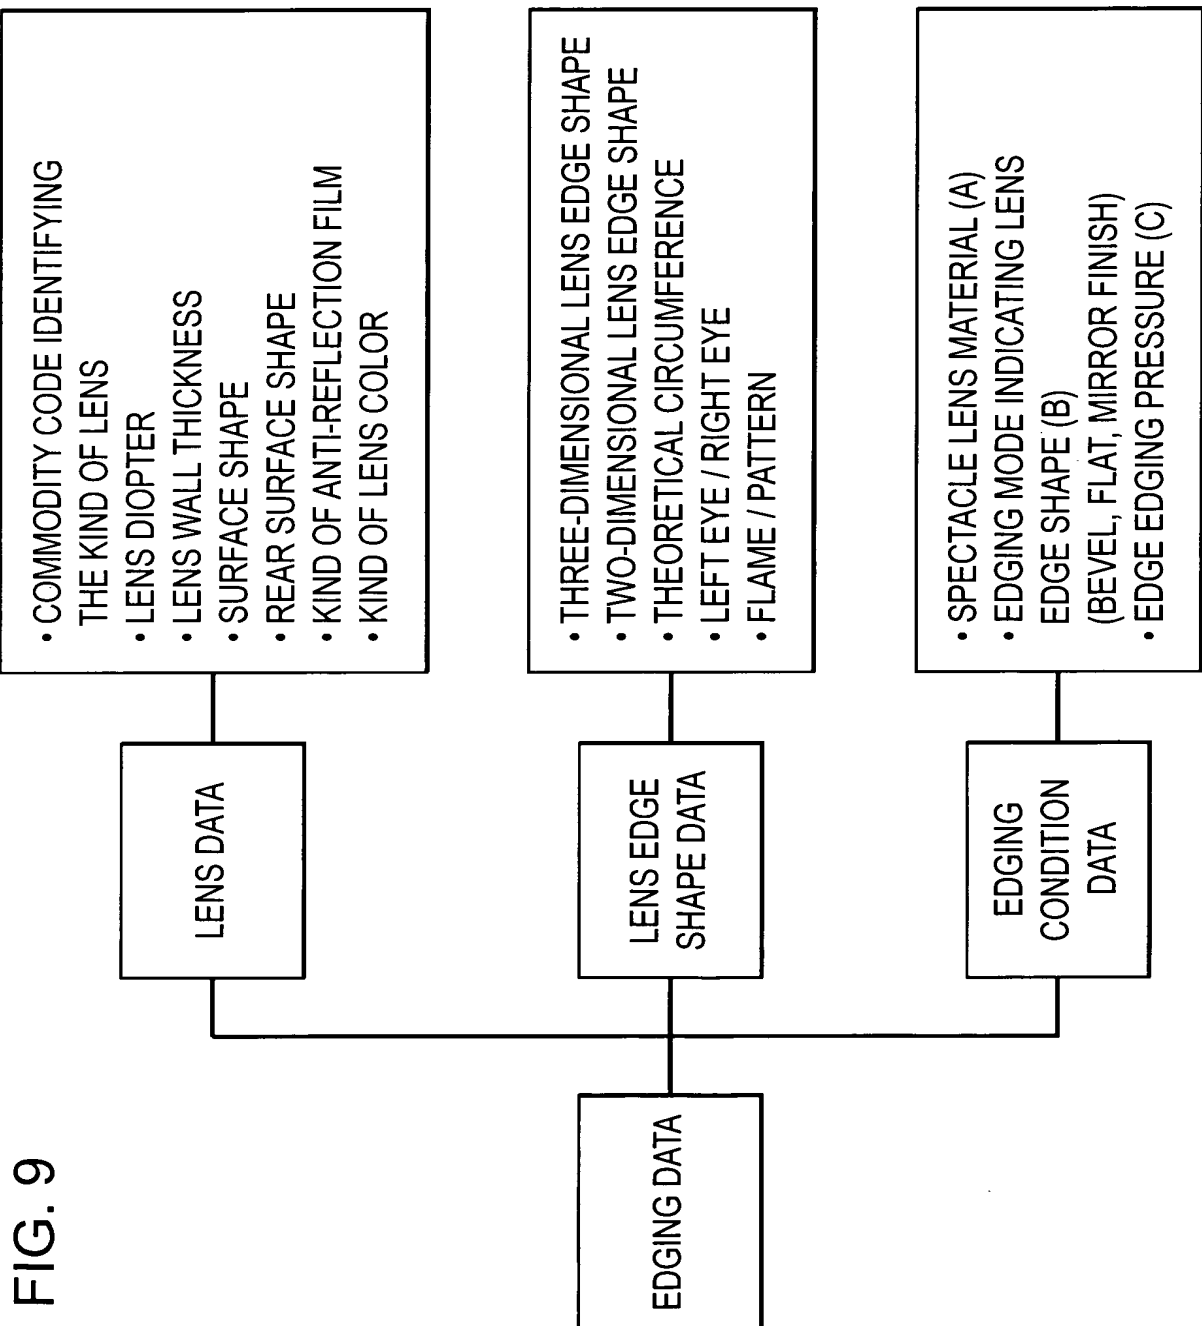 FIG. 9
EDGING DATA
LENS DATA
• COMMODITY CODE IDENTIFYING
THE KIND OF LENS
• LENS DIOPTER
• LENS WALL THICKNESS
• SURFACE SHAPE
• REAR SURFACE SHAPE
• KIND OF ANTI-REFLECTION FILM
• KIND OF LENS COLOR
LENS EDGE
SHAPE DATA
• THREE-DIMENSIONAL LENS EDGE SHAPE
• TWO-DIMENSIONAL LENS EDGE SHAPE
• THEORETICAL CIRCUMFERENCE
• LEFT EYE / RIGHT EYE
• FLAME / PATTERN
EDGING
CONDITION
DATA
• SPECTACLE LENS MATERIAL (A)
• EDGING MODE INDICATING LENS
EDGE SHAPE (B)
(BEVEL, FLAT, MIRROR FINISH)
• EDGE EDGING PRESSURE (C)